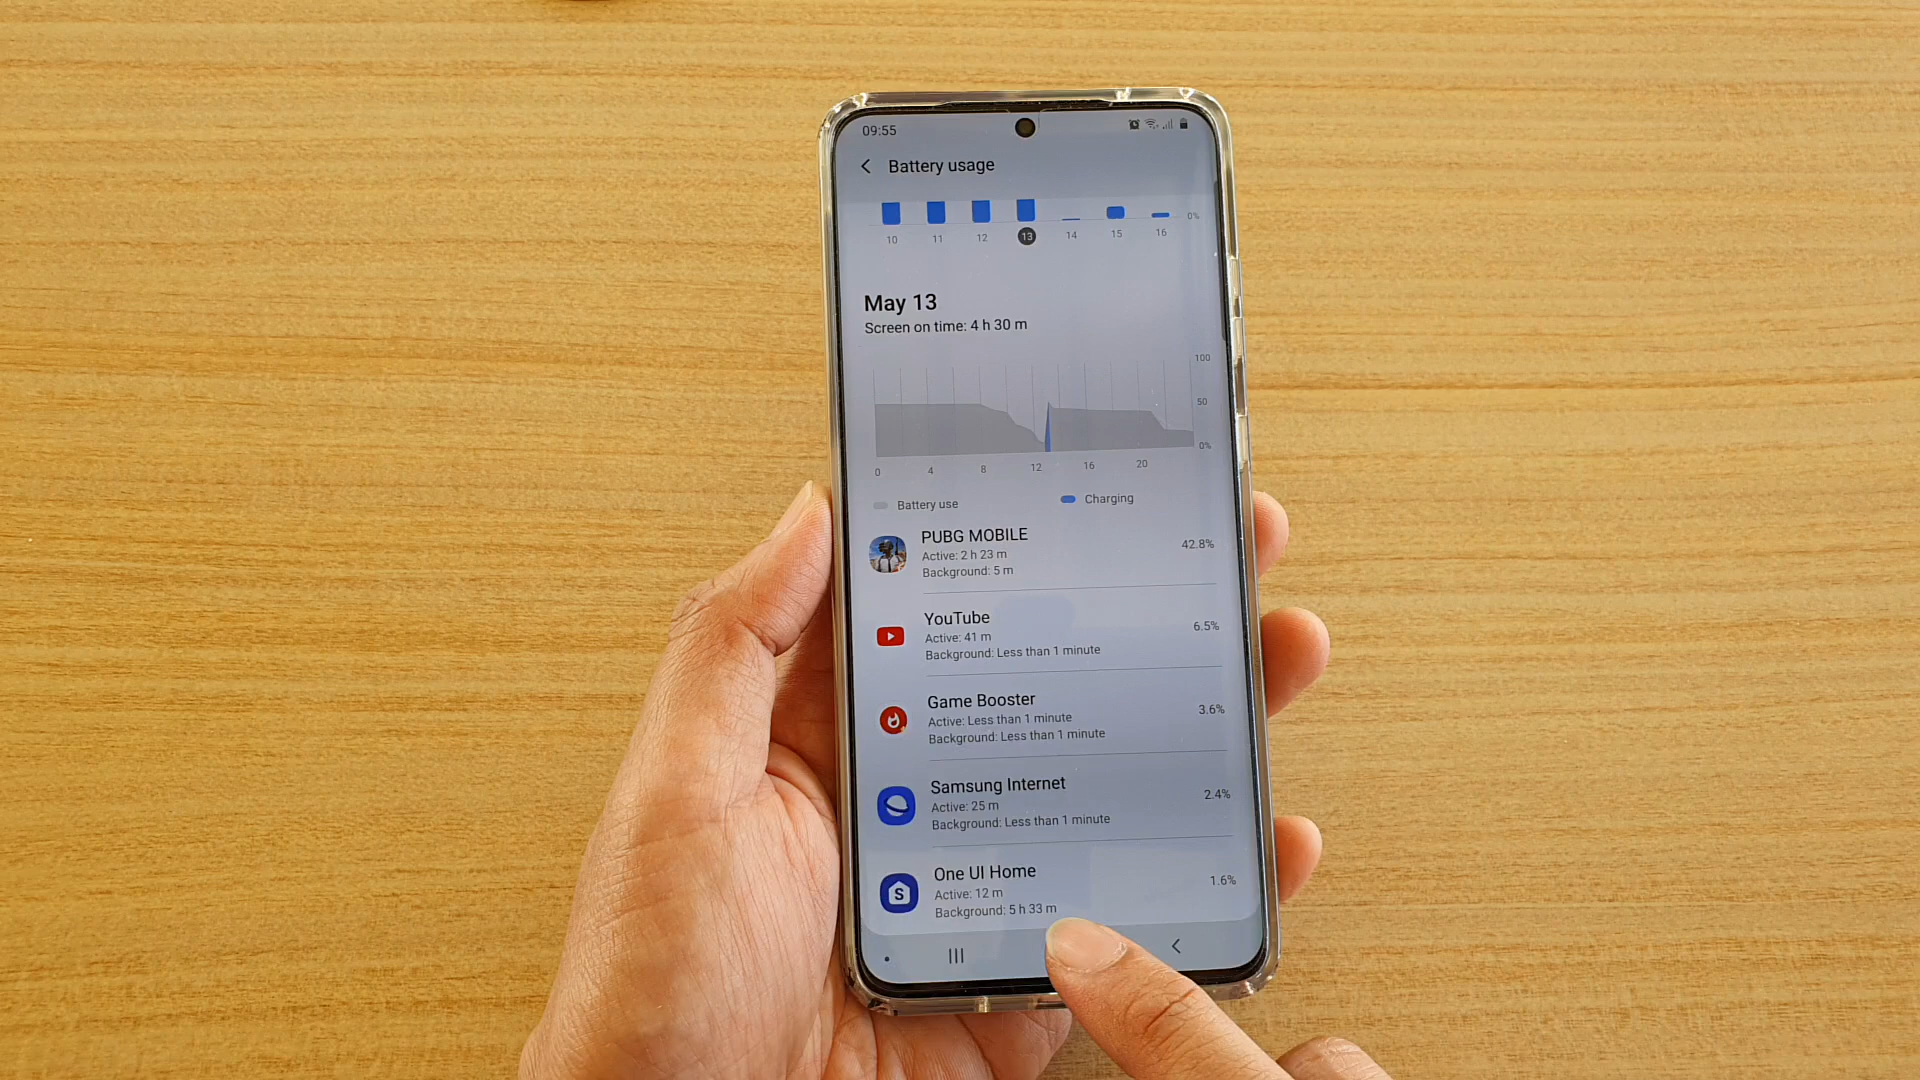 09:55
Battery usage
0%
10 11 12 13 14 15 16
May 13
Screen on time: 4 h 30 m
100
50
0%
0 4 8 12 16 20
Battery use Charging
PUBG MOBILE
Active: 2 h 23 m
42.8%
Background: 5 m
YouTube
Active: 41 m
6.5%
Background: Less than 1 minute
Game Booster
Active: Less than 1 minute
3.6%
Background: Less than 1 minute
Samsung Internet
Active: 25 m
2.4%
Background: Less than 1 minute
S
One UI Home
Active: 12 m
1.6%
Background: 5 h 33 m